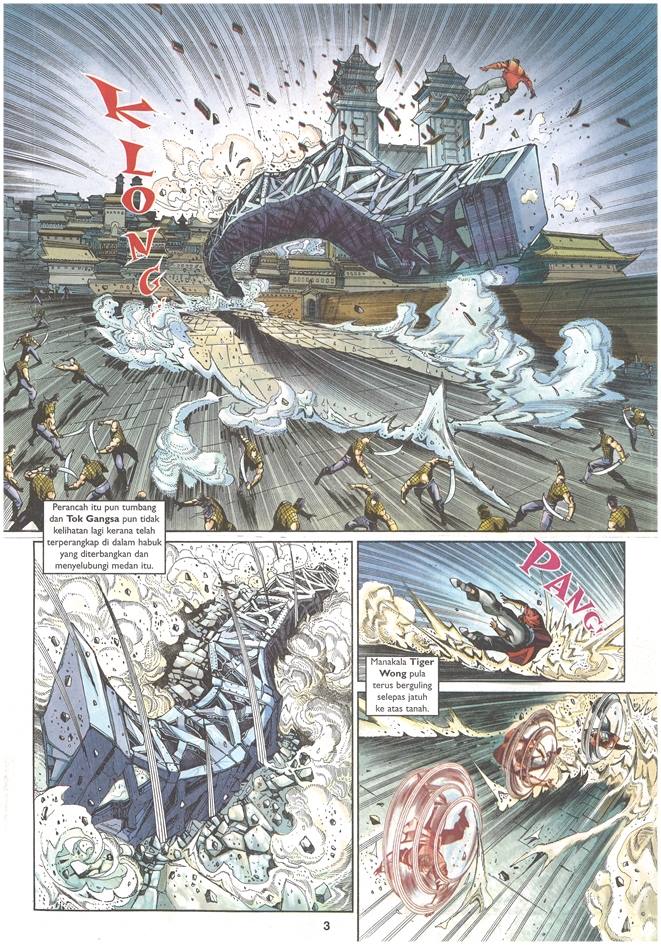 KLONG
Perancah itu pun tumbang
dan Tok Gangsa pun tidak
kelihatan lagi kerana telah
terperangkap di dalam habuk
yang diterbangkan dan
menyelubungi medan itu.
PANG
Manakala Tiger
Wong pula
terus berguling
selepas jatuh
ke atas tanah.
3